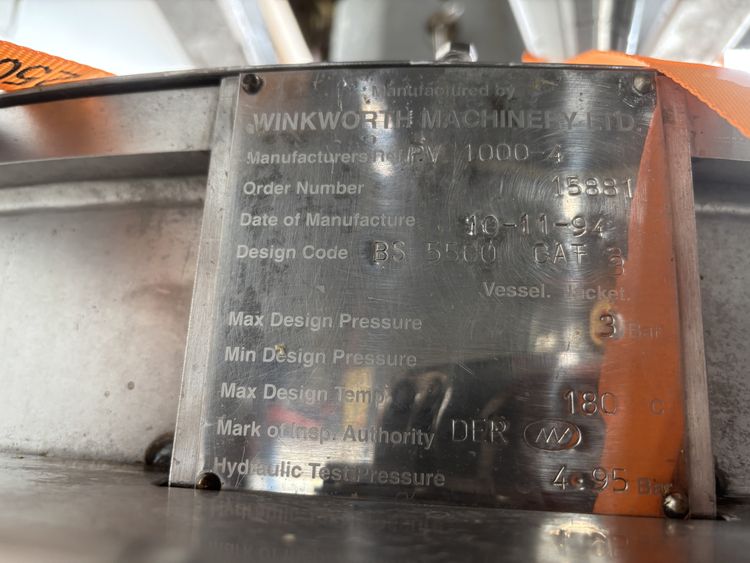 Manufactured by
WINKWORTH MACHINERY LTD.
Manufacturers no. RV 1000-4
Order Number 15881
Date of Manufacture 10-11-94
Design Code BS 5500 CAT 3
Vessel. Jacket.
Max Design Pressure 3 Bar
Min Design Pressure
Max Design Temp 180 C
Mark of Insp. Authority DER
Hydraulic Test Pressure 4.95 Bar